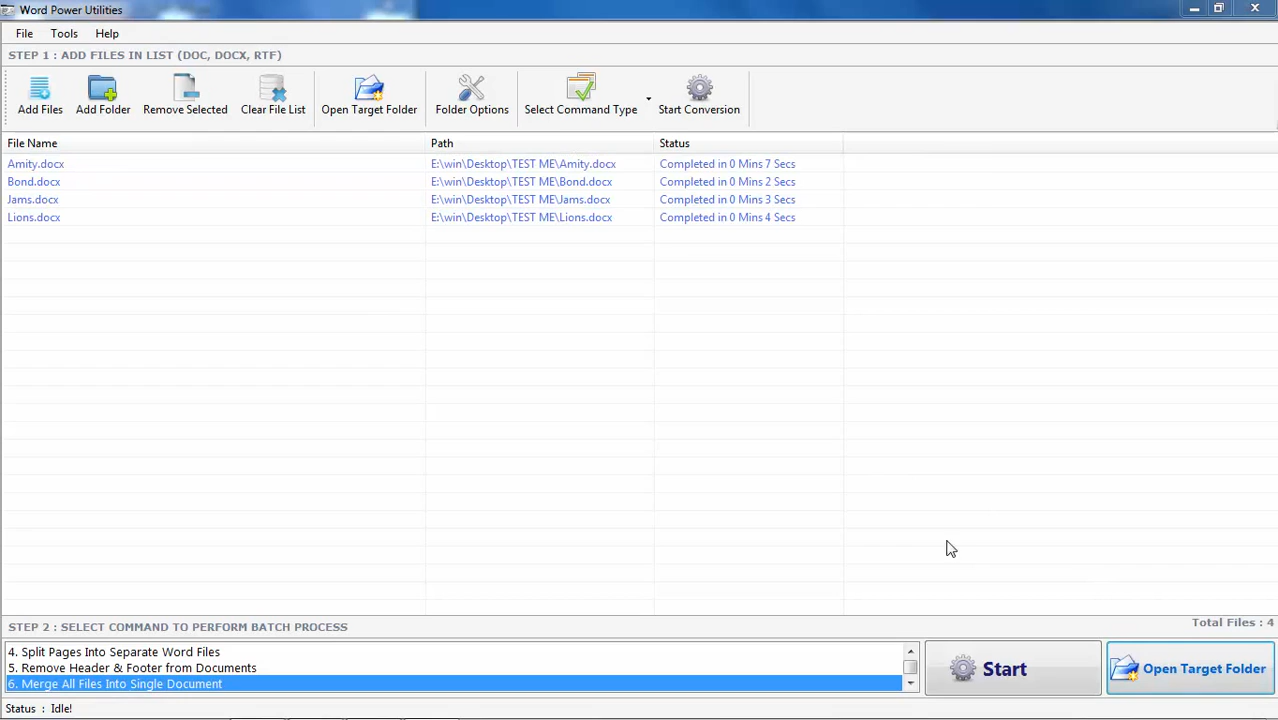 Word Power Utilities
File Tools Help
STEP 1 : ADD FILES IN LIST (DOC, DOCX, RTF)
Add Files Add Folder Remove Selected Clear File List Open Target Folder Folder Options Select Command Type Start Conversion
File Name Path Status
Amity.docx E:\win\Desktop\TEST ME\Amity.docx Completed in 0 Mins 7 Secs
Bond.docx E:\win\Desktop\TEST ME\Bond.docx Completed in 0 Mins 2 Secs
Jams.docx E:\win\Desktop\TEST ME\Jams.docx Completed in 0 Mins 3 Secs
Lions.docx E:\win\Desktop\TEST ME\Lions.docx Completed in 0 Mins 4 Secs
STEP 2 : SELECT COMMAND TO PERFORM BATCH PROCESS Total Files : 4
4. Split Pages Into Separate Word Files
5. Remove Header & Footer from Documents
6. Merge All Files Into Single Document
Start Open Target Folder
Status : Idle!